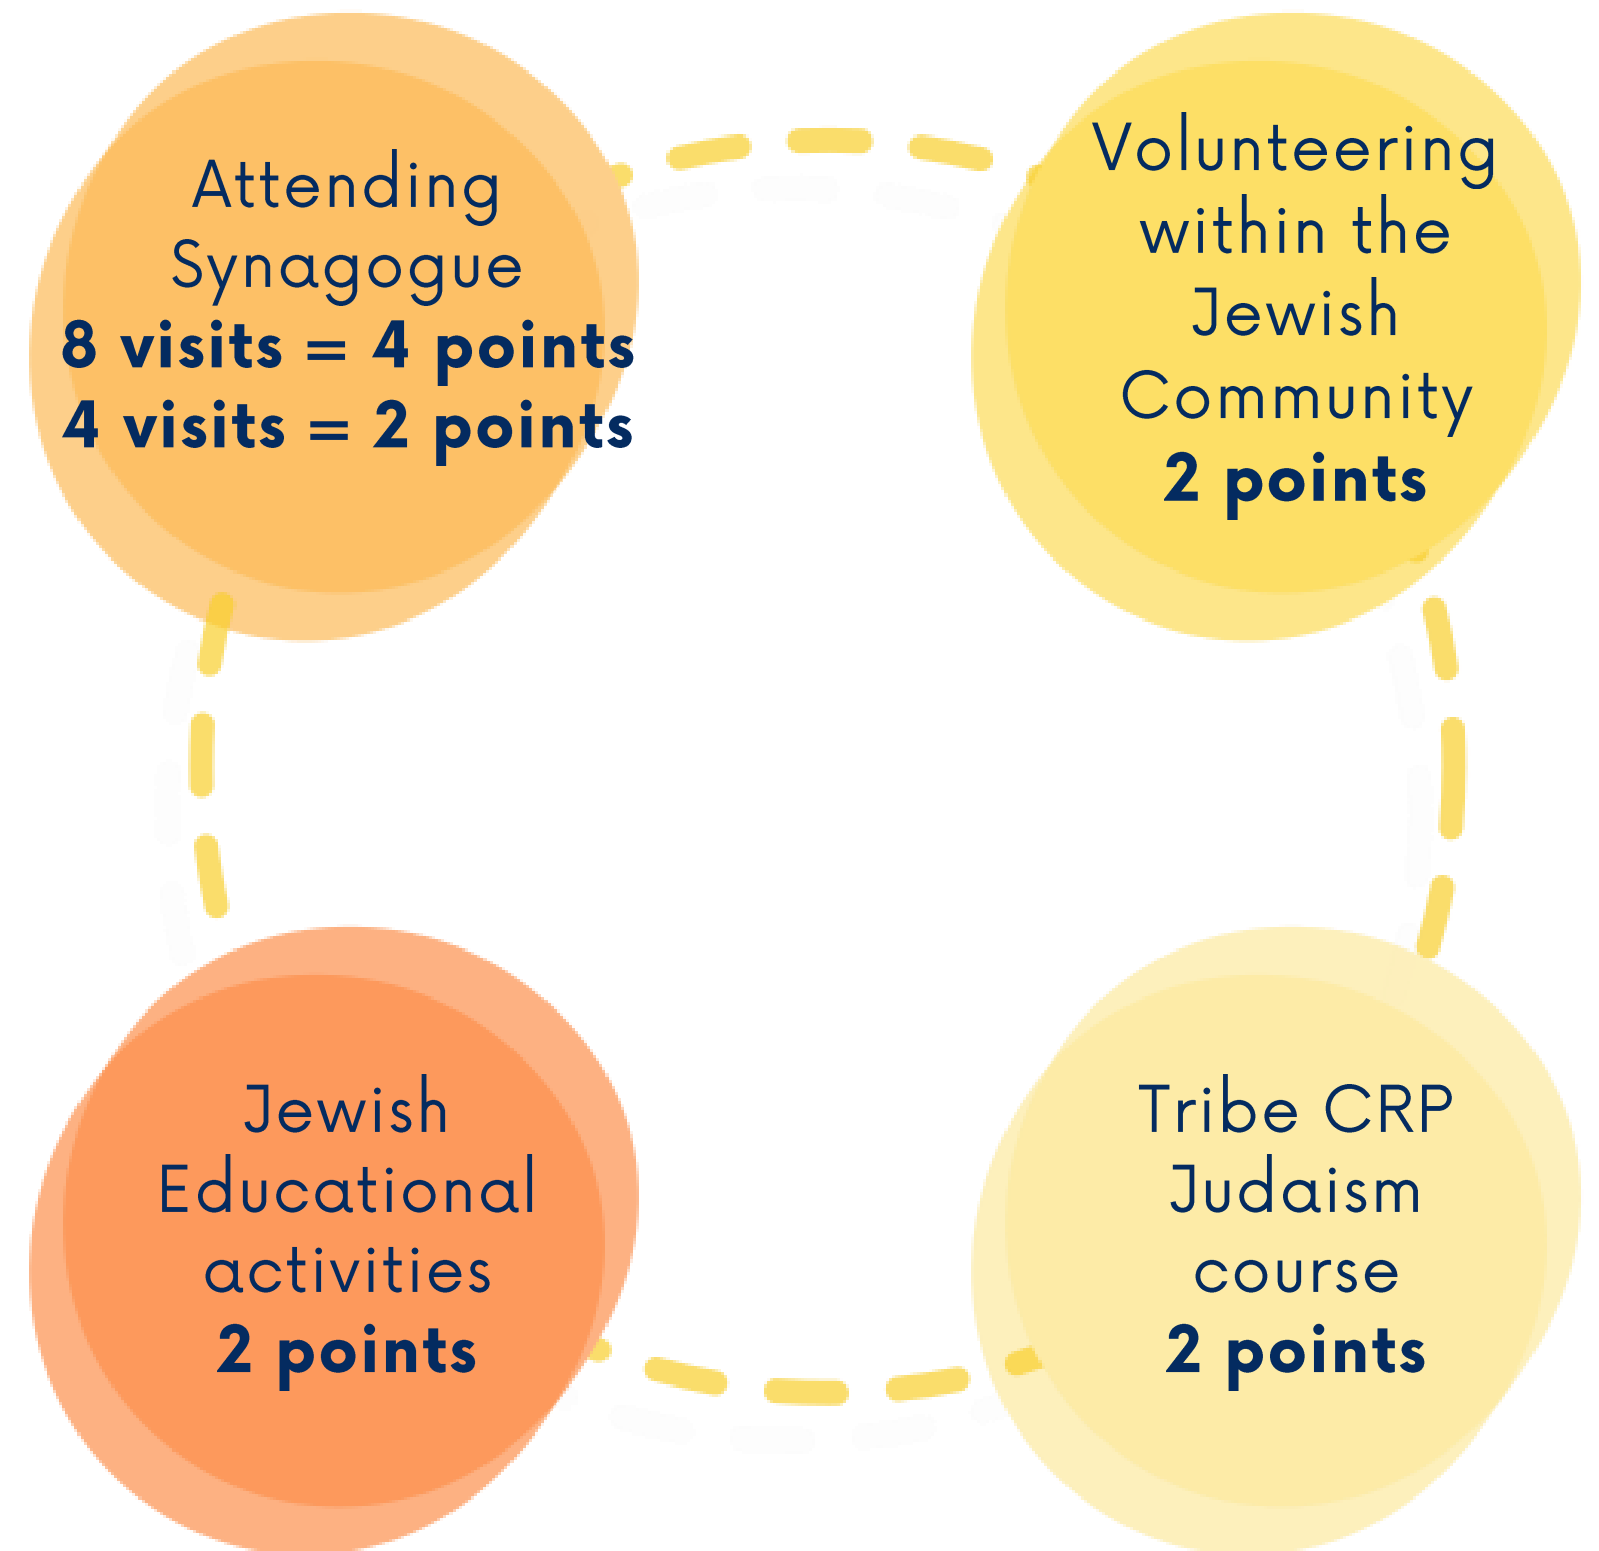 Attending
Synagogue
8 visits = 4 points
4 visits = 2 points
Volunteering
within the
Jewish
Community
2 points
Jewish
Educational
activities
2 points
Tribe CRP
Judaism
course
2 points